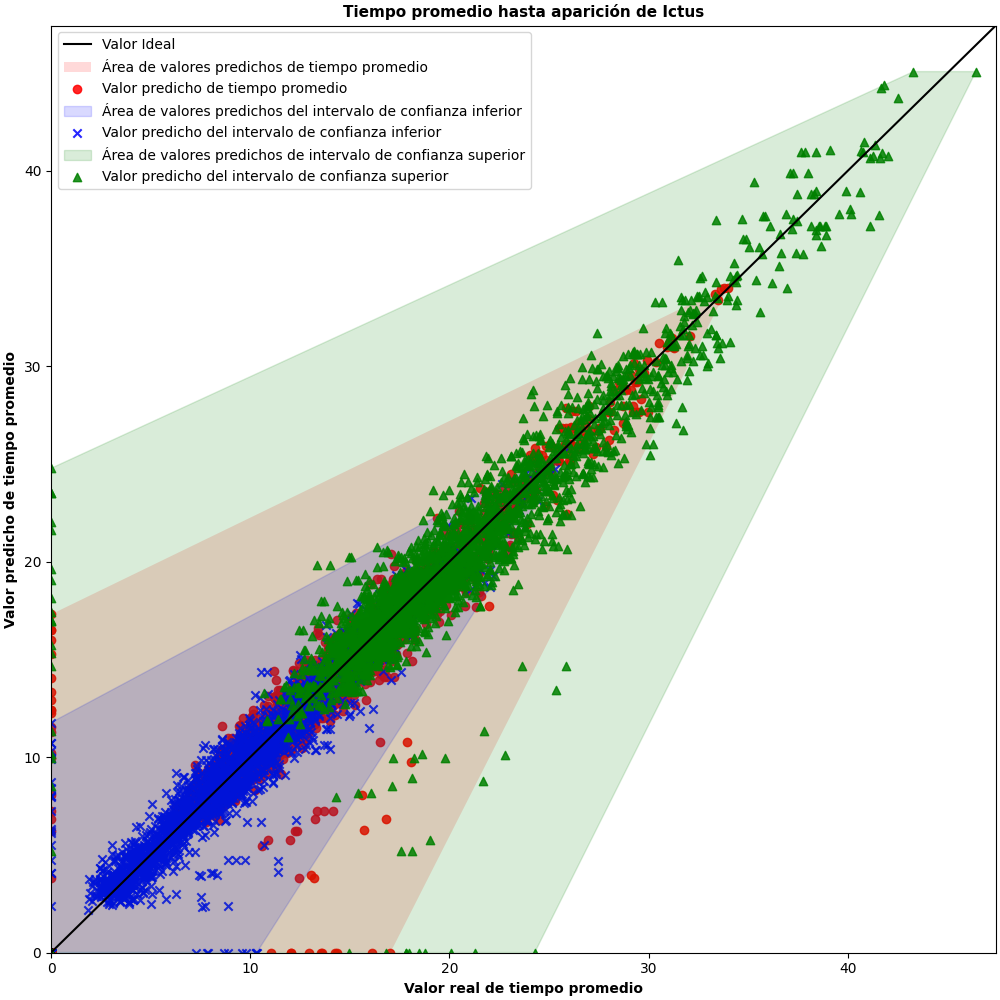 Tiempo promedio hasta aparición de Ictus
Valor Ideal
Área de valores predichos de tiempo promedio
Valor predicho de tiempo promedio
Área de valores predichos del intervalo de confianza inferior
Valor predicho del intervalo de confianza inferior
Área de valores predichos de intervalo de confianza superior
Valor predicho del intervalo de confianza superior
Valor predicho de tiempo promedio
40
30
20
10
0
0 10 20 30 40
Valor real de tiempo promedio